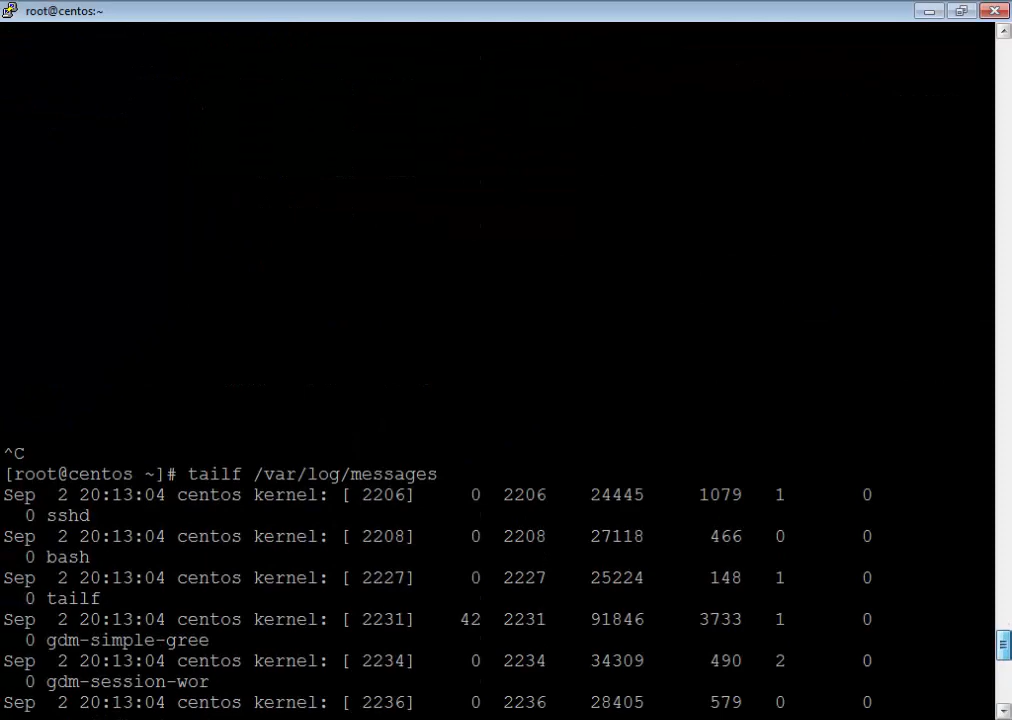 root@centos:~
^C
[root@centos ~]# tailf /var/log/messages
Sep  2 20:13:04 centos kernel: [ 2206]     0  2206    24445     1079   1       0
  0 sshd
Sep  2 20:13:04 centos kernel: [ 2208]     0  2208    27118      466   0       0
  0 bash
Sep  2 20:13:04 centos kernel: [ 2227]     0  2227    25224      148   1       0
  0 tailf
Sep  2 20:13:04 centos kernel: [ 2231]    42  2231    91846     3733   1       0
  0 gdm-simple-gree
Sep  2 20:13:04 centos kernel: [ 2234]     0  2234    34309      490   2       0
  0 gdm-session-wor
Sep  2 20:13:04 centos kernel: [ 2236]     0  2236    28405      579   0       0